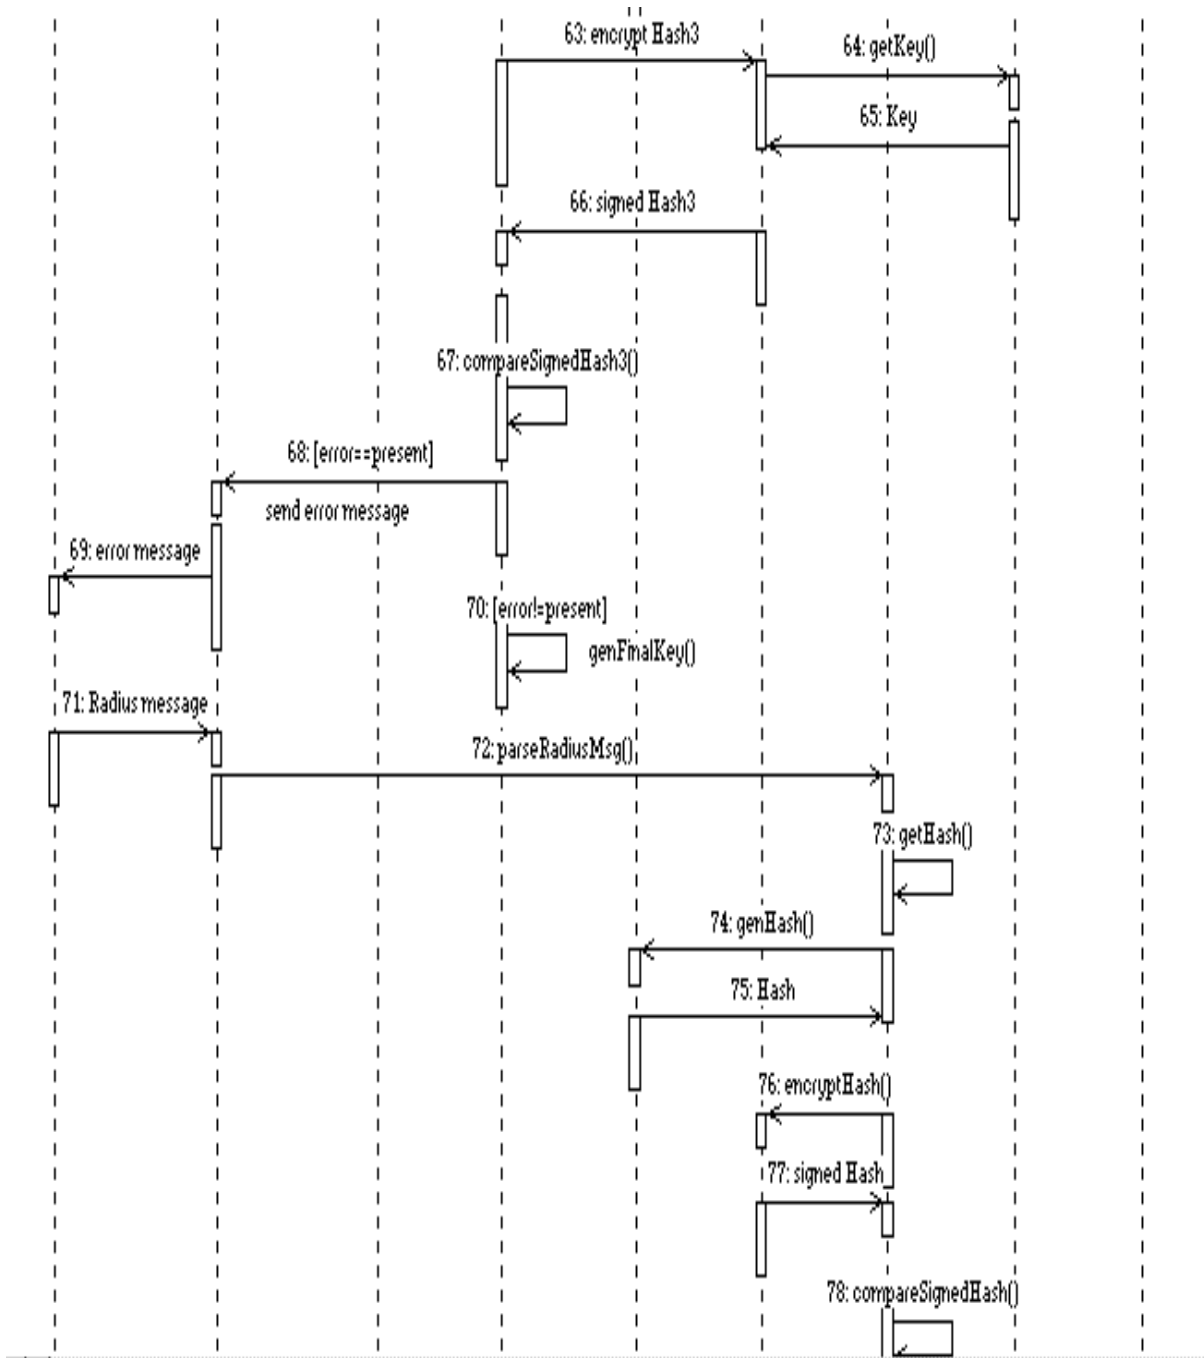 63: encrypt Hash3
64: getKey()
65: Key
66: signed Hash3
67: compareSignedHash3()
68: [error==present]
send error message
69: error message
70: [error!=present]
genFinalKey()
71: Radius message
72: parseRadiusMsg()
73: getHash()
74: genHash()
75: Hash
76: encryptHash()
77: signed Hash
78: compareSignedHash()